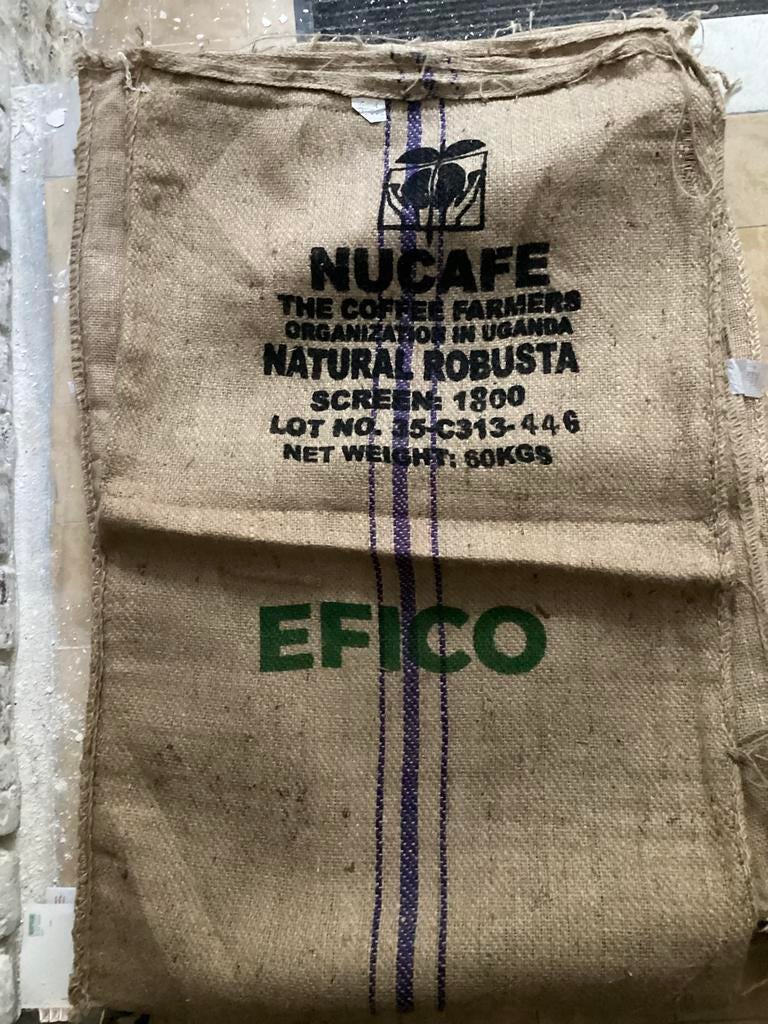 NUCAFE
THE COFFEE FARMERS
ORGANIZATION IN UGANDA
NATURAL ROBUSTA
SCREEN: 1800
LOT NO. 35-C313-446
NET WEIGHT: 60KGS
EFICO